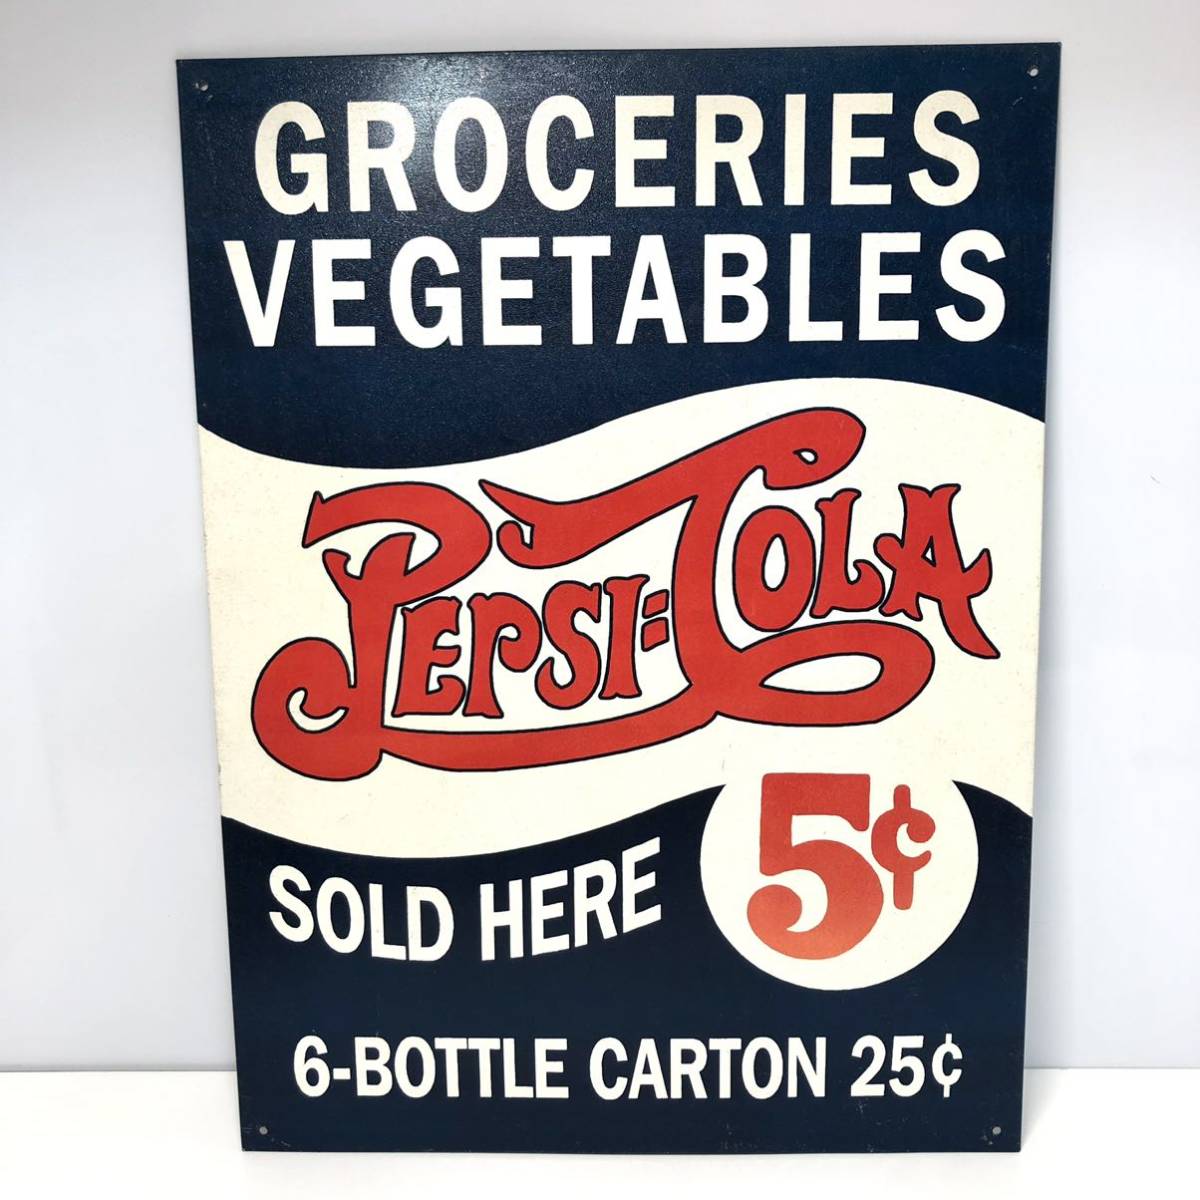 GROCERIES
VEGETABLES
PEPSI=COLA
5¢
SOLD HERE
6-BOTTLE CARTON 25¢